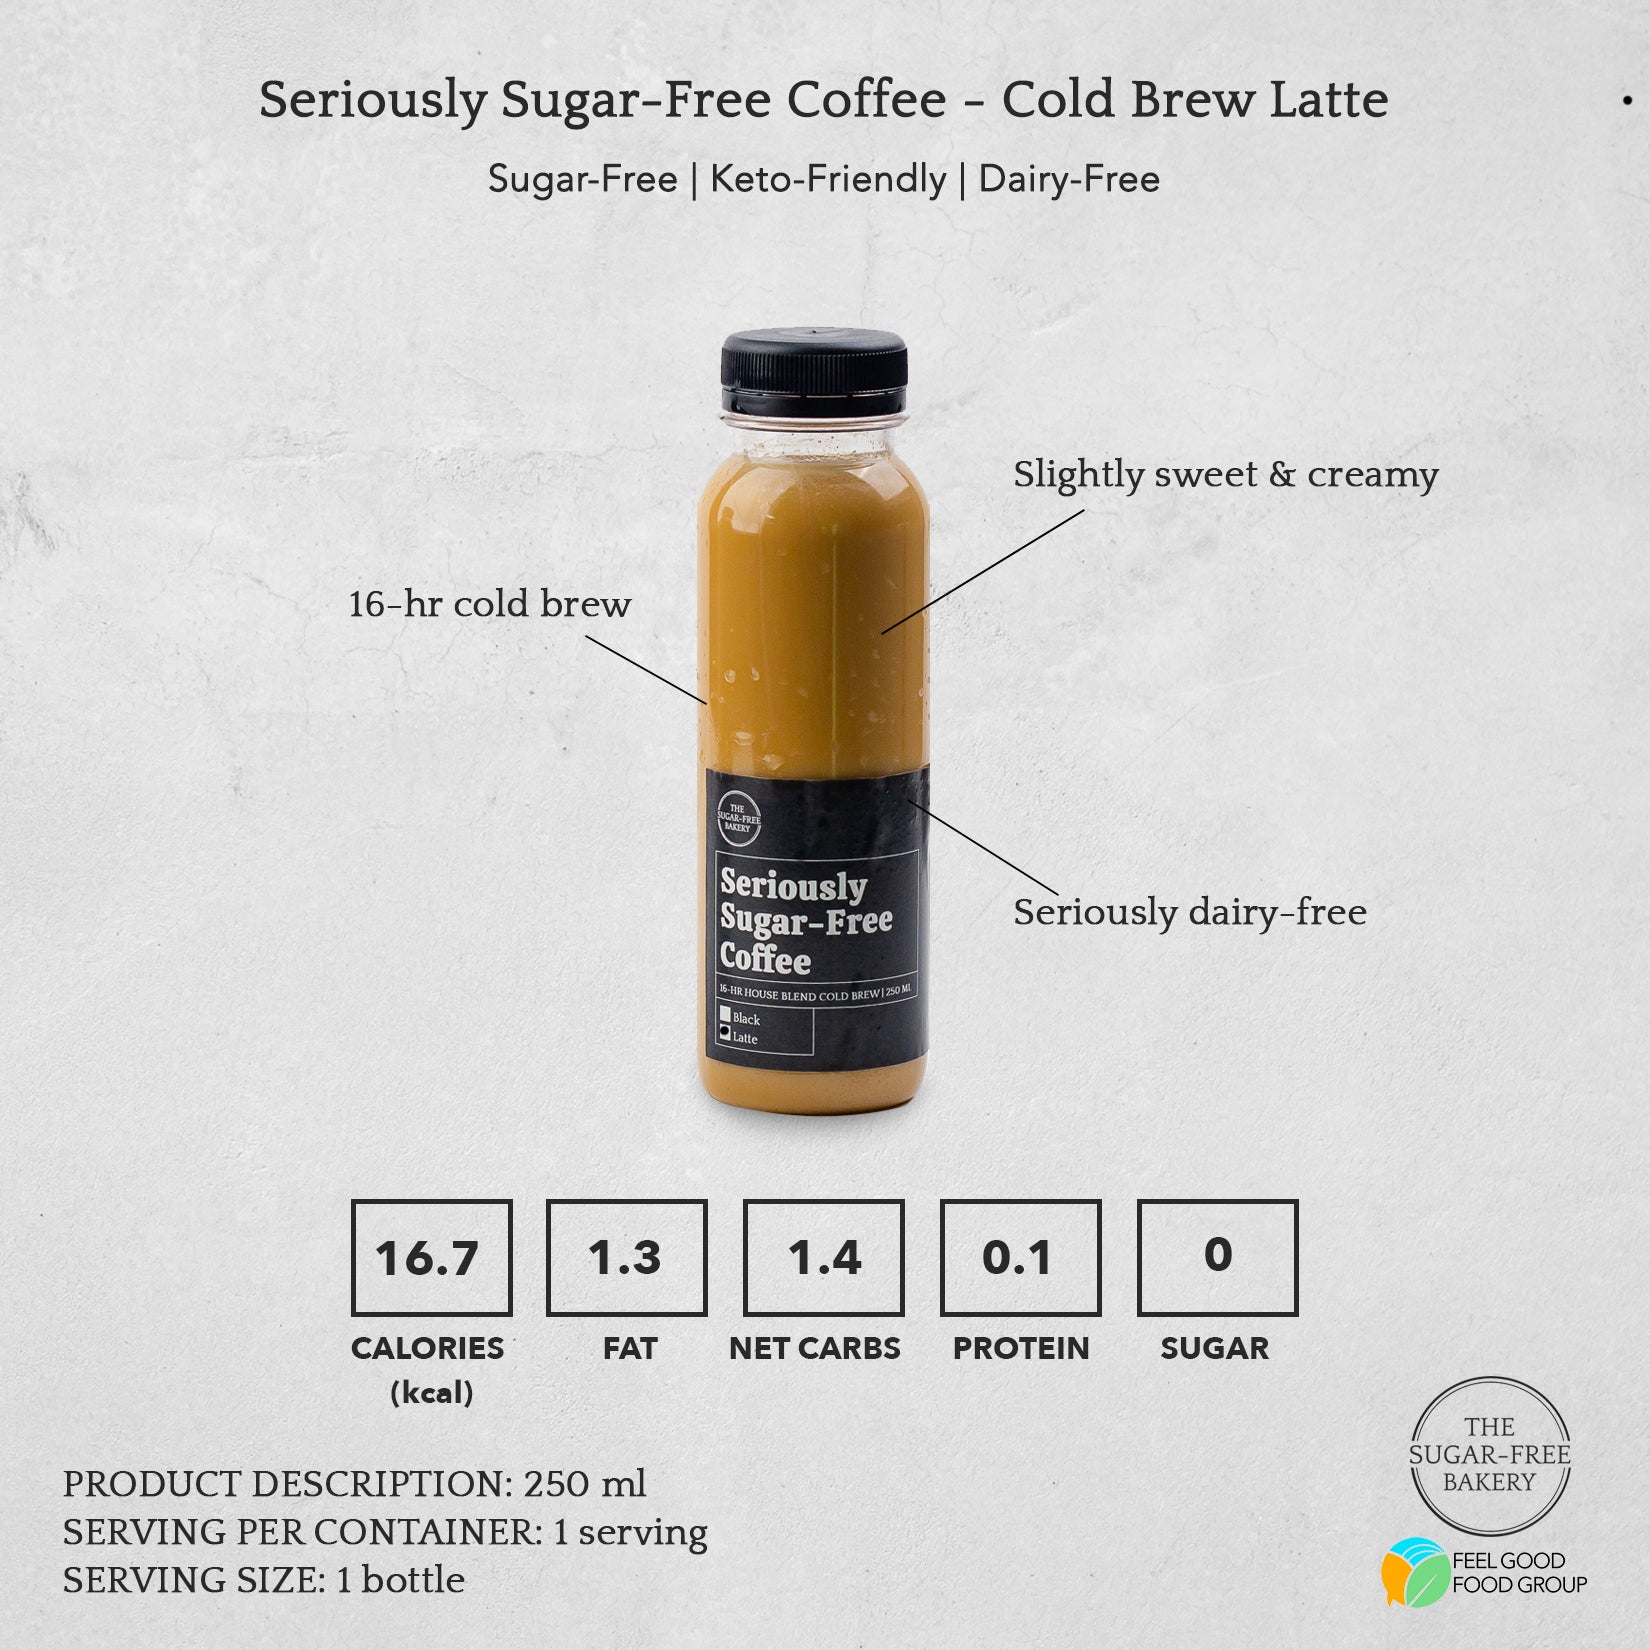 Seriously Sugar-Free Coffee - Cold Brew Latte
Sugar-Free | Keto-Friendly | Dairy-Free
Slightly sweet & creamy
16-hr cold brew
THE
SUGAR-FREE
BAKERY
Seriously
Sugar-Free
Coffee
16-HR HOUSE BLEND COLD BREW | 250 ML
Black
Latte
Seriously dairy-free
16.7 1.3 1.4 0.1 0
CALORIES FAT NET CARBS PROTEIN SUGAR
(kcal)
PRODUCT DESCRIPTION: 250 ml
SERVING PER CONTAINER: 1 serving
SERVING SIZE: 1 bottle
THE
SUGAR-FREE
BAKERY
FEEL GOOD
FOOD GROUP